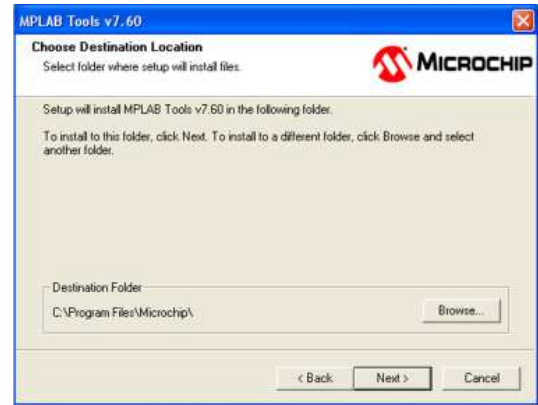 MPLAB Tools v7.60
Choose Destination Location
Select folder where setup will install files.
MICROCHIP
Setup will install MPLAB Tools v7.60 in the following folder.
To install to this folder, click Next. To install to a different folder, click Browse and select
another folder.
Destination Folder
C:\Program Files\Microchip\
Browse...
< Back
Next >
Cancel